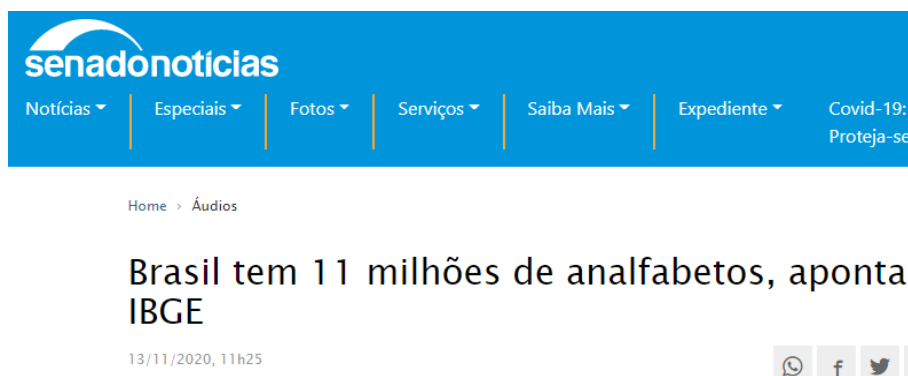 senadonotícias
Notícias Especiais Fotos Serviços Saiba Mais Expediente Covid-19:
Proteja-se
Home > Áudios
Brasil tem 11 milhões de analfabetos, aponta
IBGE
13/11/2020, 11h25